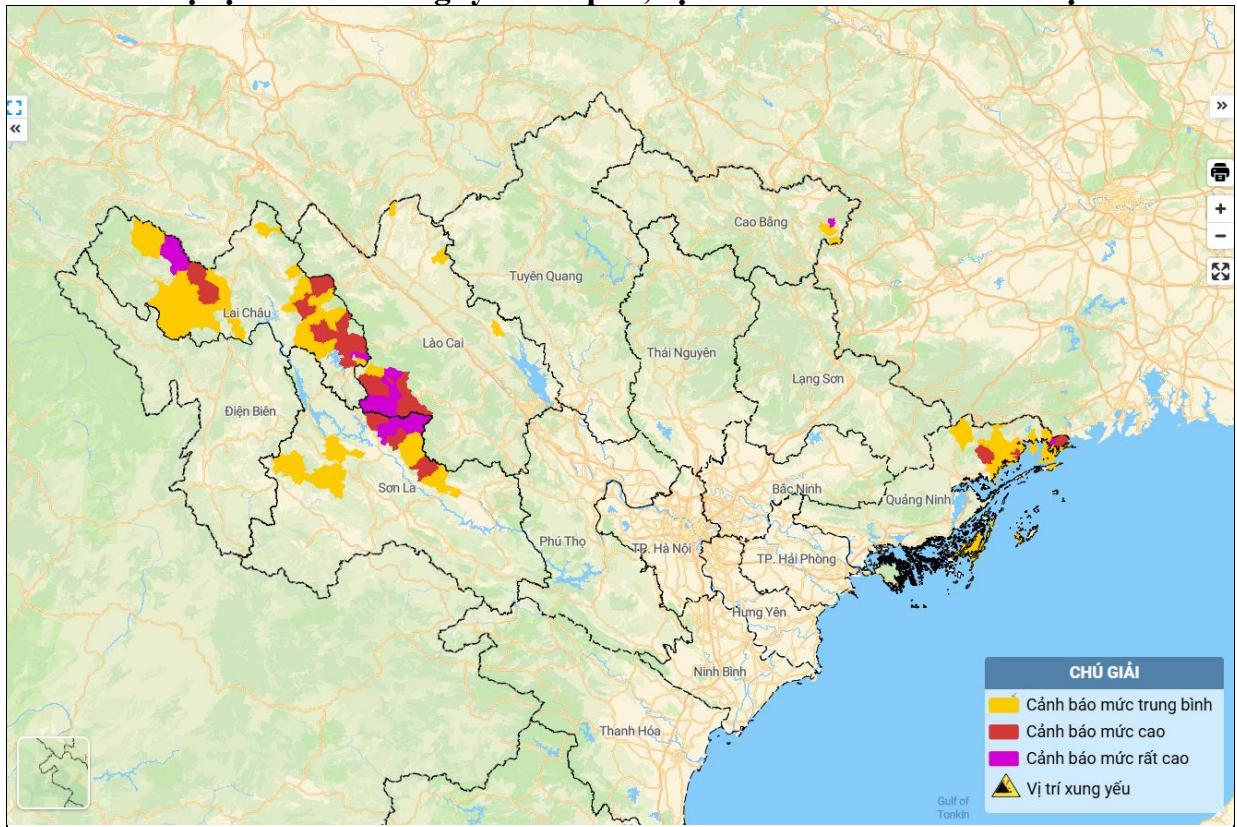 Cao Bằng
Tuyên Quang
Lai Châu
Lào Cai
Thái Nguyên
Lạng Sơn
Điện Biên
Sơn La
Bắc Ninh
Quảng Ninh
Phú Thọ
TP. Hà Nội
TP. Hải Phòng
Hưng Yên
Ninh Bình
Thanh Hóa
Gulf of
Tonkin
CHÚ GIẢI
Cảnh báo mức trung bình
Cảnh báo mức cao
Cảnh báo mức rất cao
Vị trí xung yếu